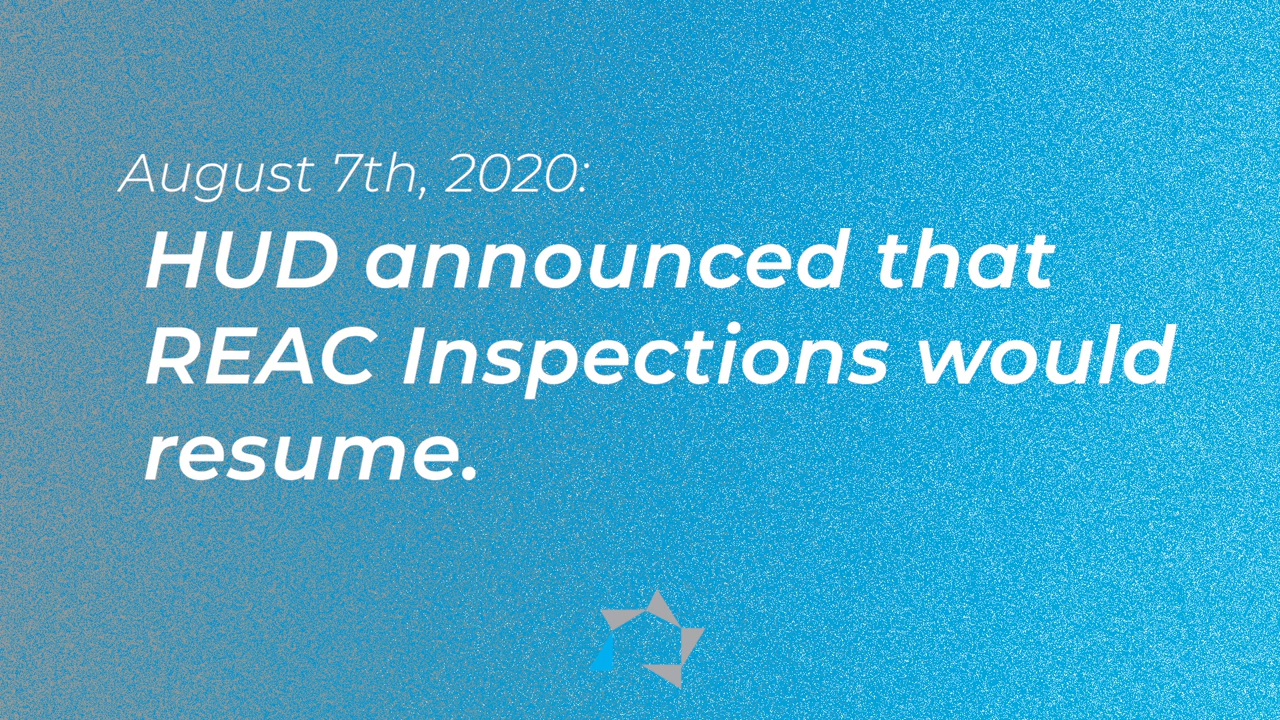 August 7th, 2020:
HUD announced that
REAC Inspections would
resume.